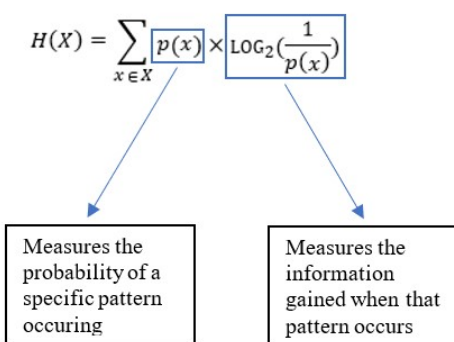 H(X) = ∑ p(x) × LOG₂(1/p(x))
x ∈ X
Measures the
probability of a
specific pattern
occuring
Measures the
information
gained when that
pattern occurs